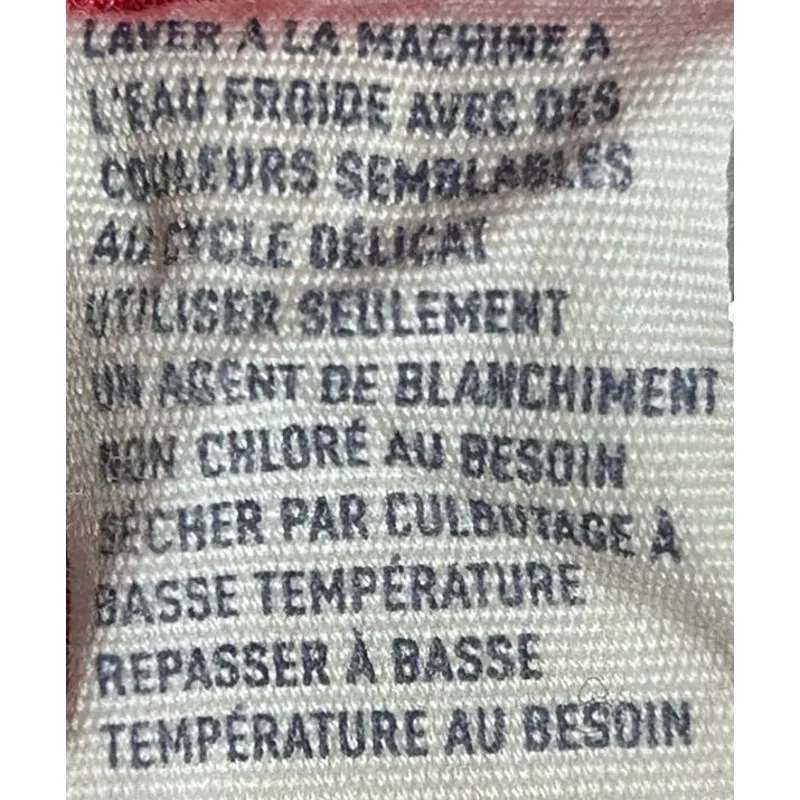 LAVER À LA MACHINE À
L'EAU FROIDE AVEC DES
COULEURS SEMBLABLES
AU CYCLE DÉLICAT
UTILISER SEULEMENT
UN AGENT DE BLANCHIMENT
NON CHLORÉ AU BESOIN
SÉCHER PAR CULBUTAGE À
BASSE TEMPÉRATURE
REPASSER À BASSE
TEMPÉRATURE AU BESOIN